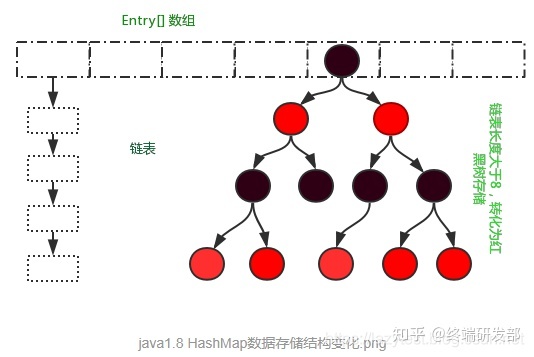 Entry[] 数组
链表
链表长度大于8，转化为红
黑树存储
java1.8 HashMap数据存储结构变化.png
知乎 @终端研发部